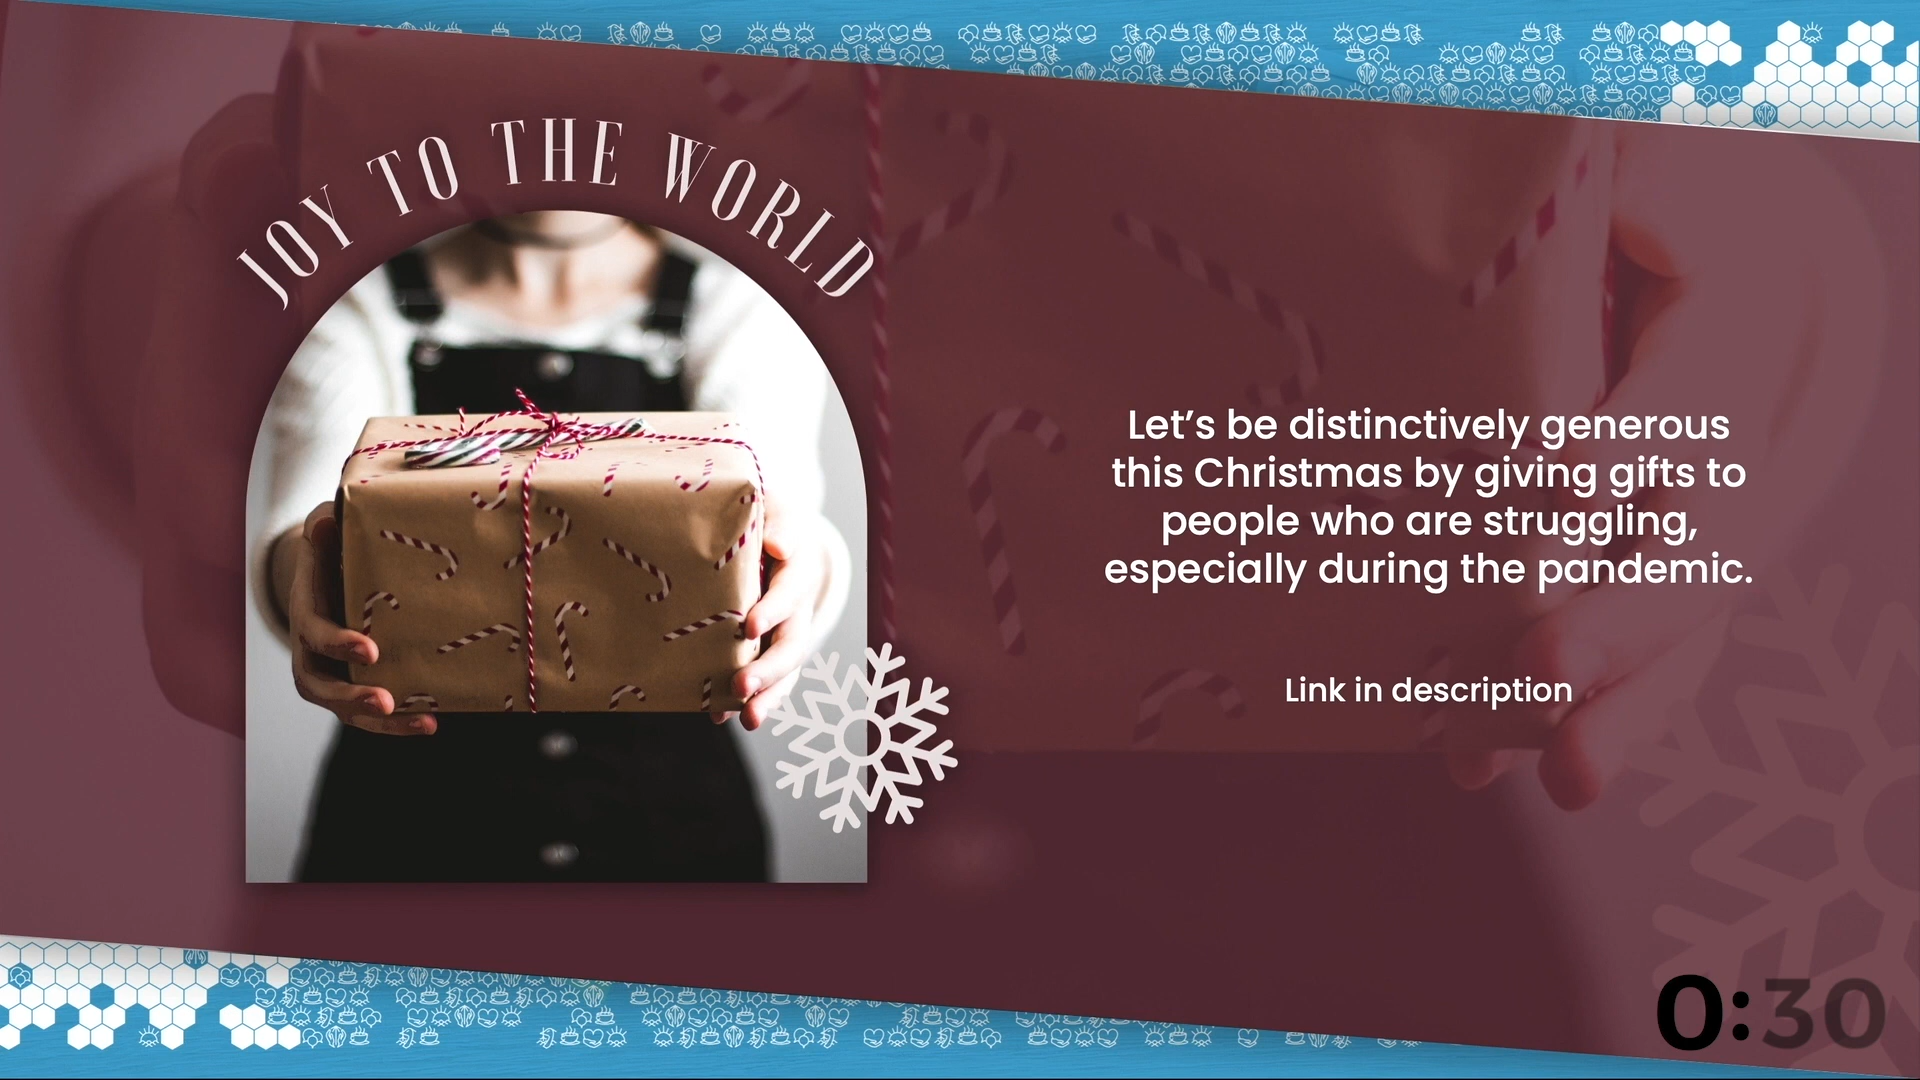 JOY TO THE WORLD
Let’s be distinctively generous
this Christmas by giving gifts to
people who are struggling,
especially during the pandemic.
Link in description
0:30